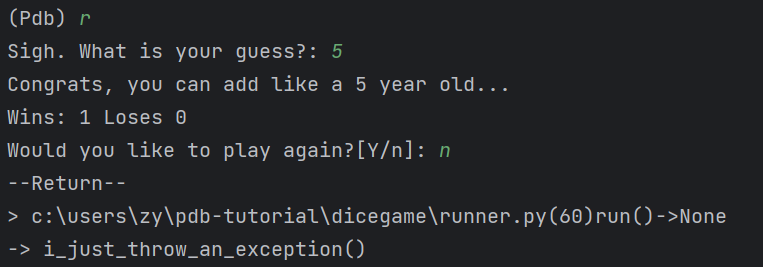 (Pdb) r
Sigh. What is your guess?: 5
Congrats, you can add like a 5 year old...
Wins: 1 Loses 0
Would you like to play again?[Y/n]: n
--Return--
> c:\users\zy\pdb-tutorial\dicegame\runner.py(60)run()->None
-> i_just_throw_an_exception()